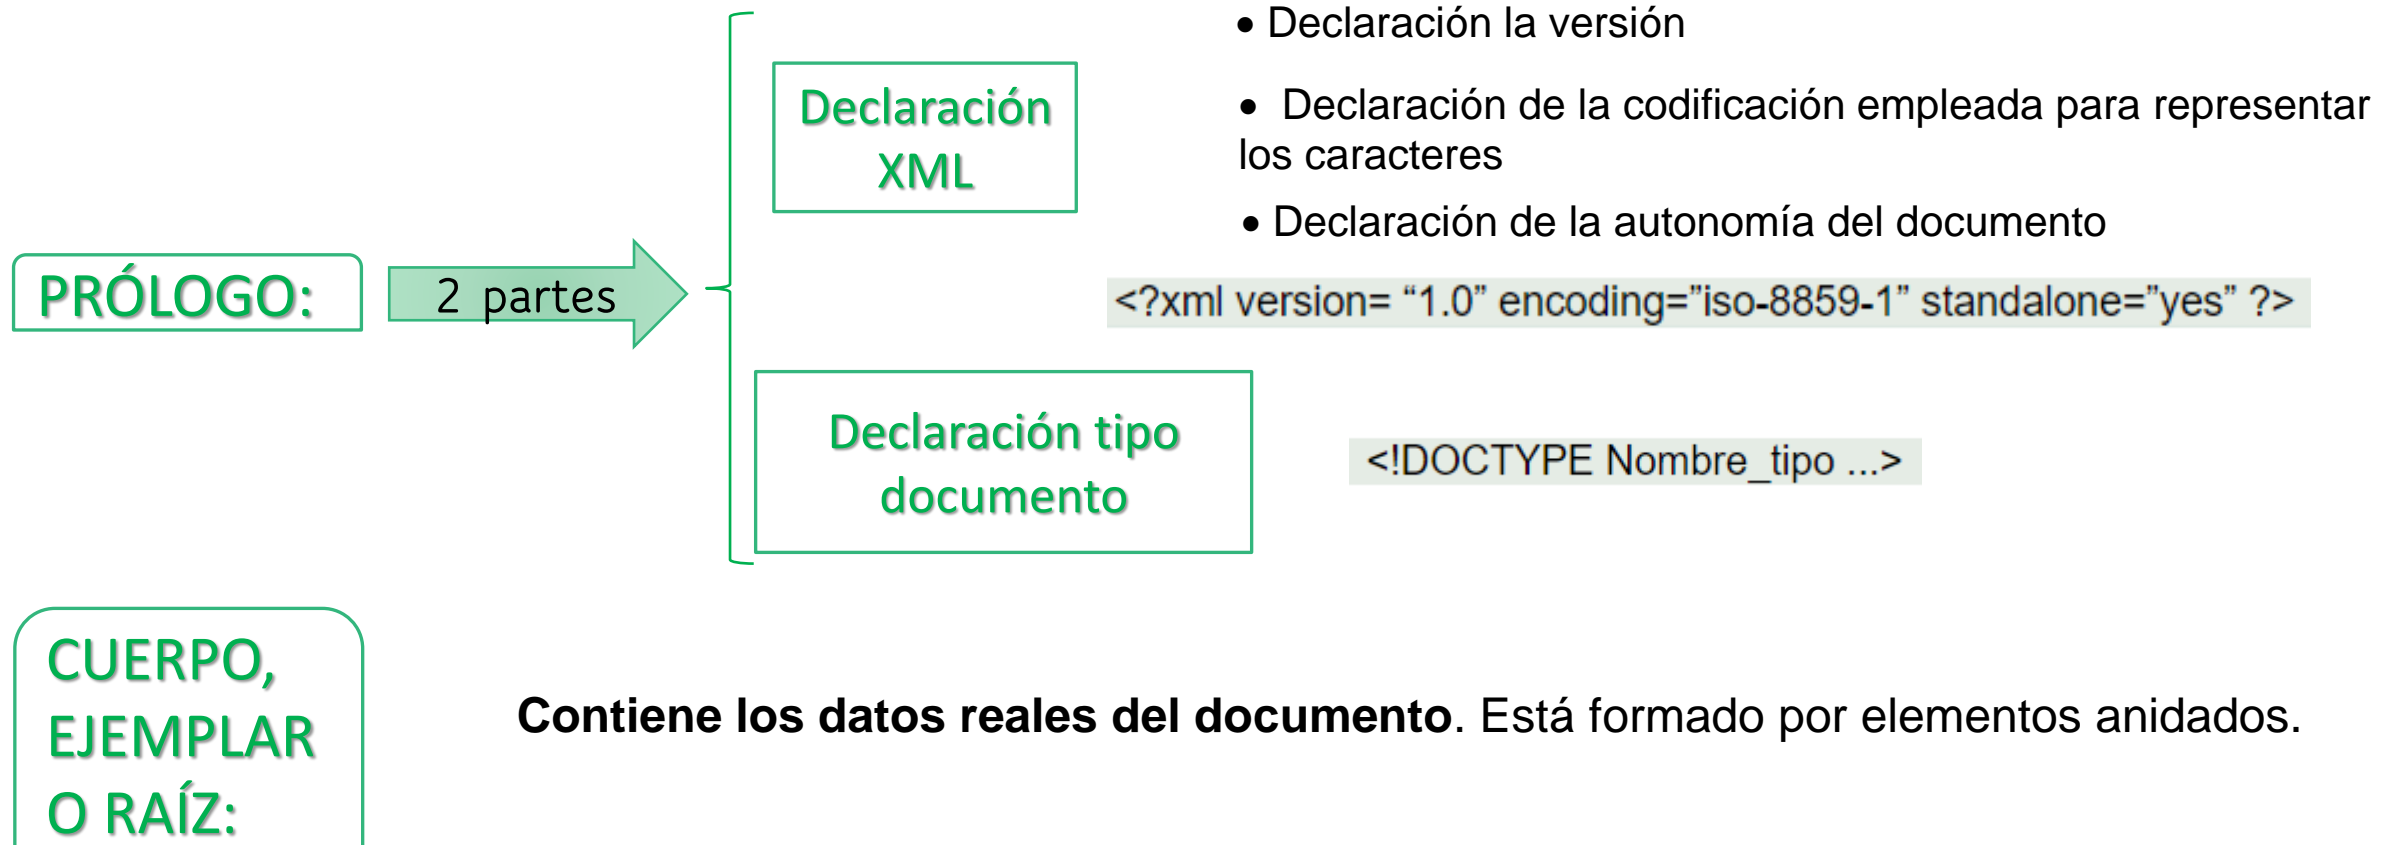 PRÓLOGO:
2 partes
Declaración
XML
• Declaración la versión
• Declaración de la codificación empleada para representar
los caracteres
• Declaración de la autonomía del documento
<?xml version= “1.0” encoding=”iso-8859-1” standalone=”yes” ?>
Declaración tipo
documento
<!DOCTYPE Nombre_tipo ...>
CUERPO,
EJEMPLAR
O RAÍZ:
Contiene los datos reales del documento. Está formado por elementos anidados.